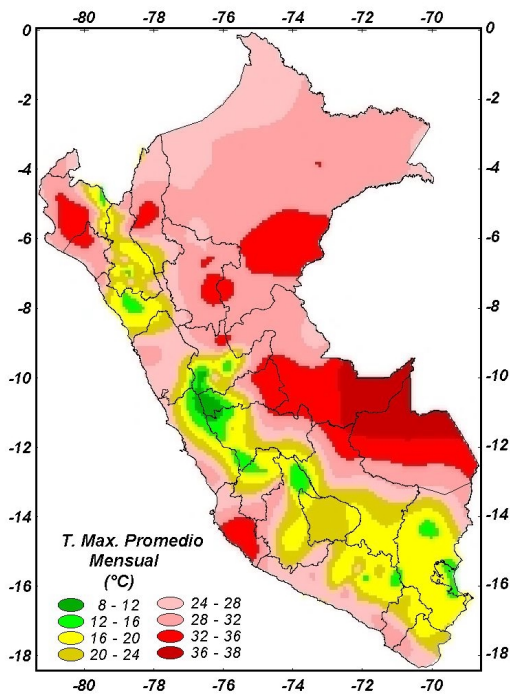 -80 -78 -76 -74 -72 -70
0 0
-2 -2
-4 -4
-6 -6
-8 -8
-10 -10
-12 -12
-14 -14
-16 -16
-18 -18
T. Max. Promedio
Mensual
(°C)
8 - 12 24 - 28
12 - 16 28 - 32
16 - 20 32 - 36
20 - 24 36 - 38
-80 -78 -76 -74 -72 -70